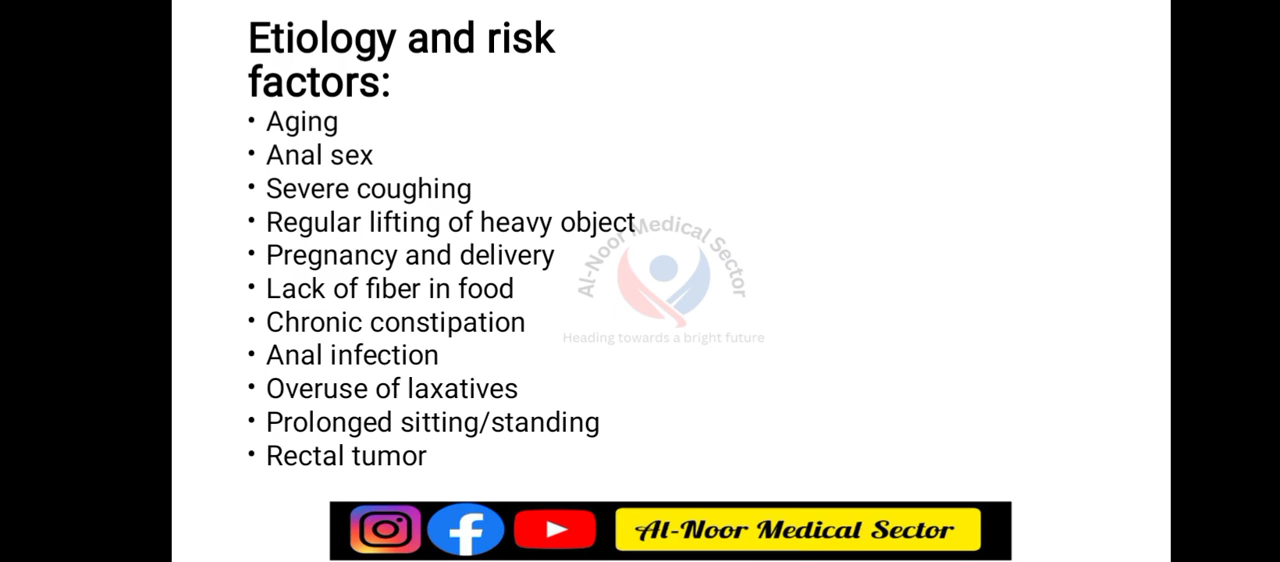 Etiology and risk
factors:
• Aging
• Anal sex
• Severe coughing
• Regular lifting of heavy object
• Pregnancy and delivery
• Lack of fiber in food
• Chronic constipation
• Anal infection
• Overuse of laxatives
• Prolonged sitting/standing
• Rectal tumor
Al-Noor Medical Sector
Heading towards a bright future
Al-Noor Medical Sector